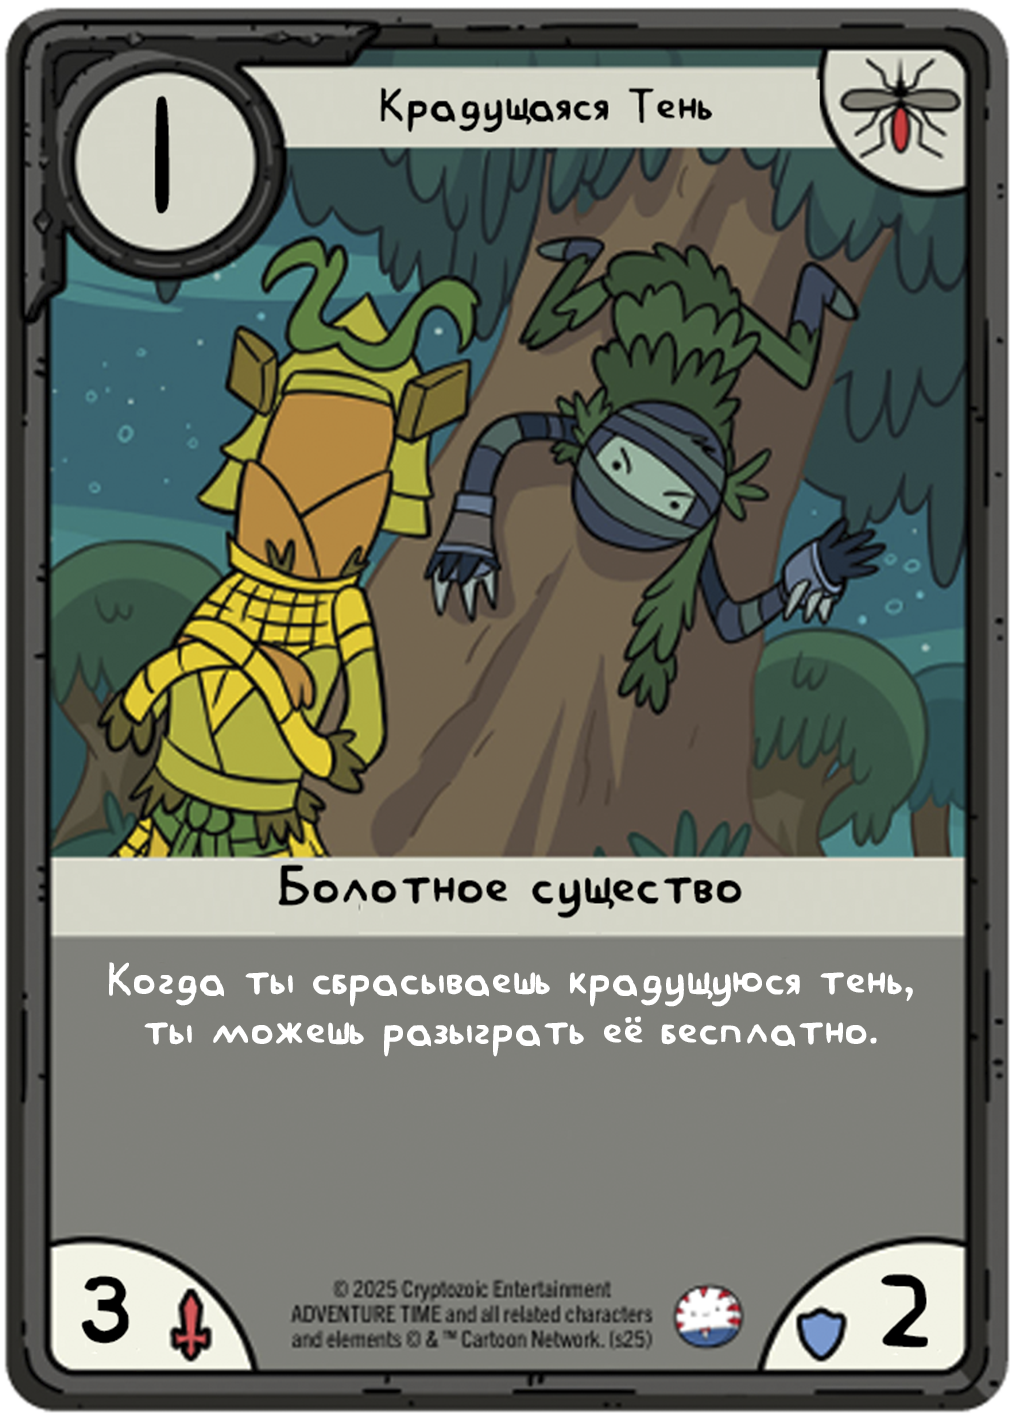 1
Крадущаяся Тень
Болотное существо
Когда ты сбрасываешь крадущуюся тень,
ты можешь разыграть её бесплатно.
3
2
© 2025 Cryptozoic Entertainment
ADVENTURE TIME and all related characters
and elements © & ™ Cartoon Network. (s25)